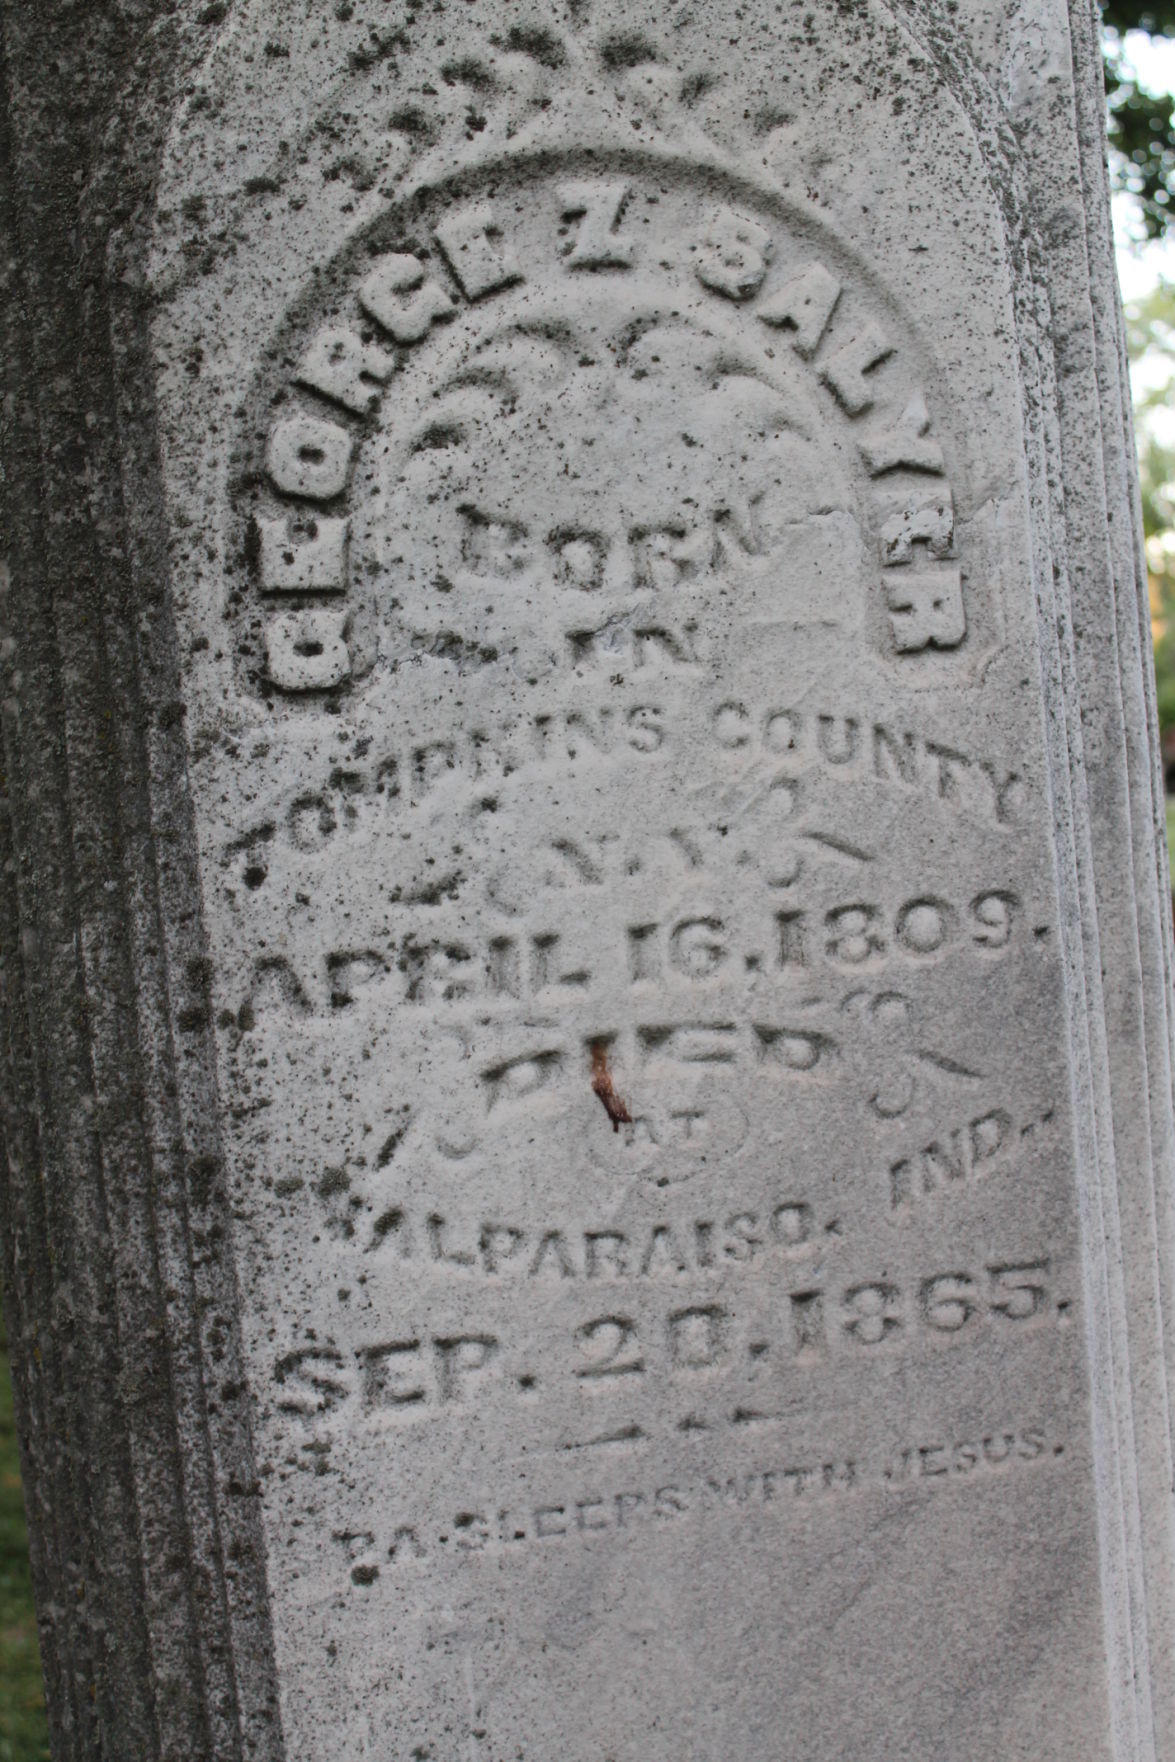 GEORGE Z. SALYER
BORN
IN
TOMPKINS COUNTY
N.Y.
APRIL 16, 1809.
DIED
AT
VALPARAISO, IND.,
SEP. 20, 1865.
PA SLEEPS WITH JESUS.